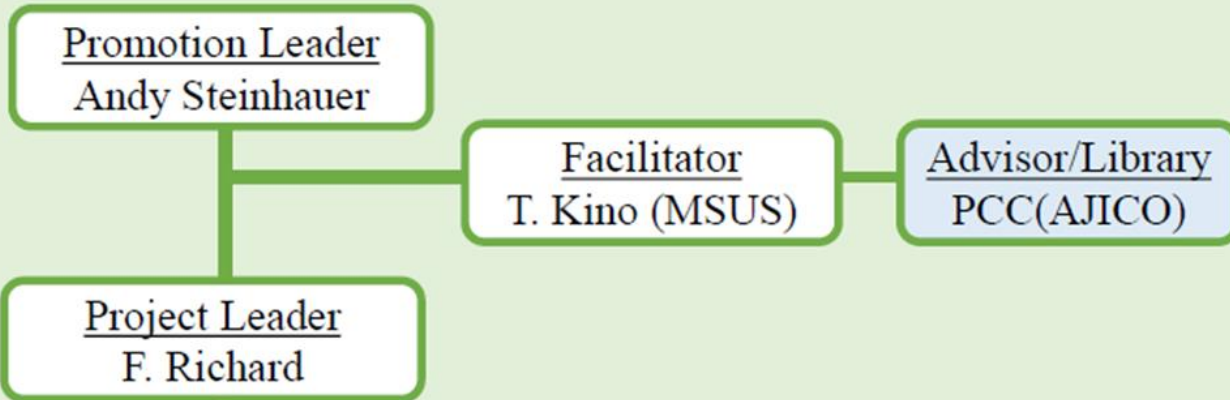 Promotion Leader
Andy Steinhauer
Facilitator
T. Kino (MSUS)
Advisor/Library
PCC(AJICO)
Project Leader
F. Richard